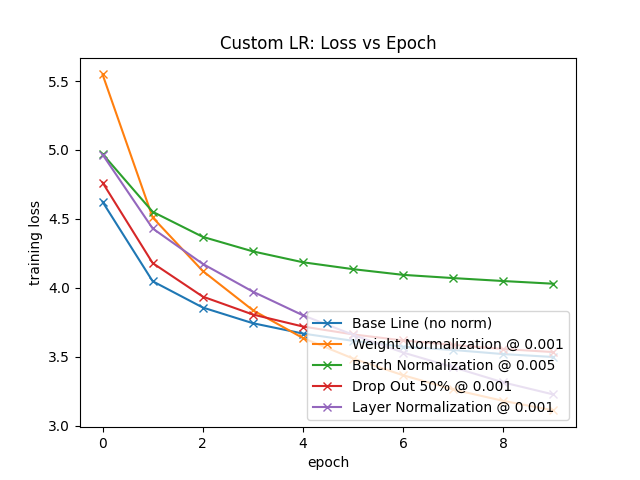 Custom LR: Loss vs Epoch
5.5
5.0
4.5
4.0
3.5
3.0
training loss
Base Line (no norm)
Weight Normalization @ 0.001
Batch Normalization @ 0.005
Drop Out 50% @ 0.001
Layer Normalization @ 0.001
0 2 4 6 8
epoch